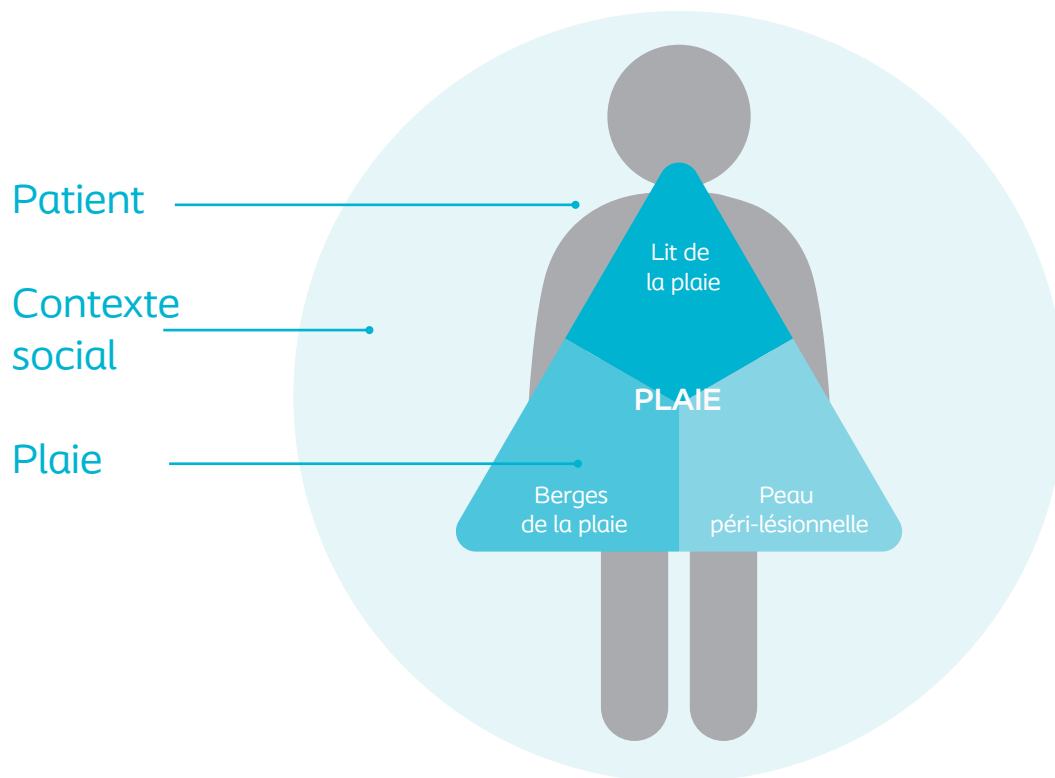 Patient
Contexte
social
Plaie
Lit de
la plaie
PLAIE
Berges
de la plaie
Peau
péri-lésionnelle